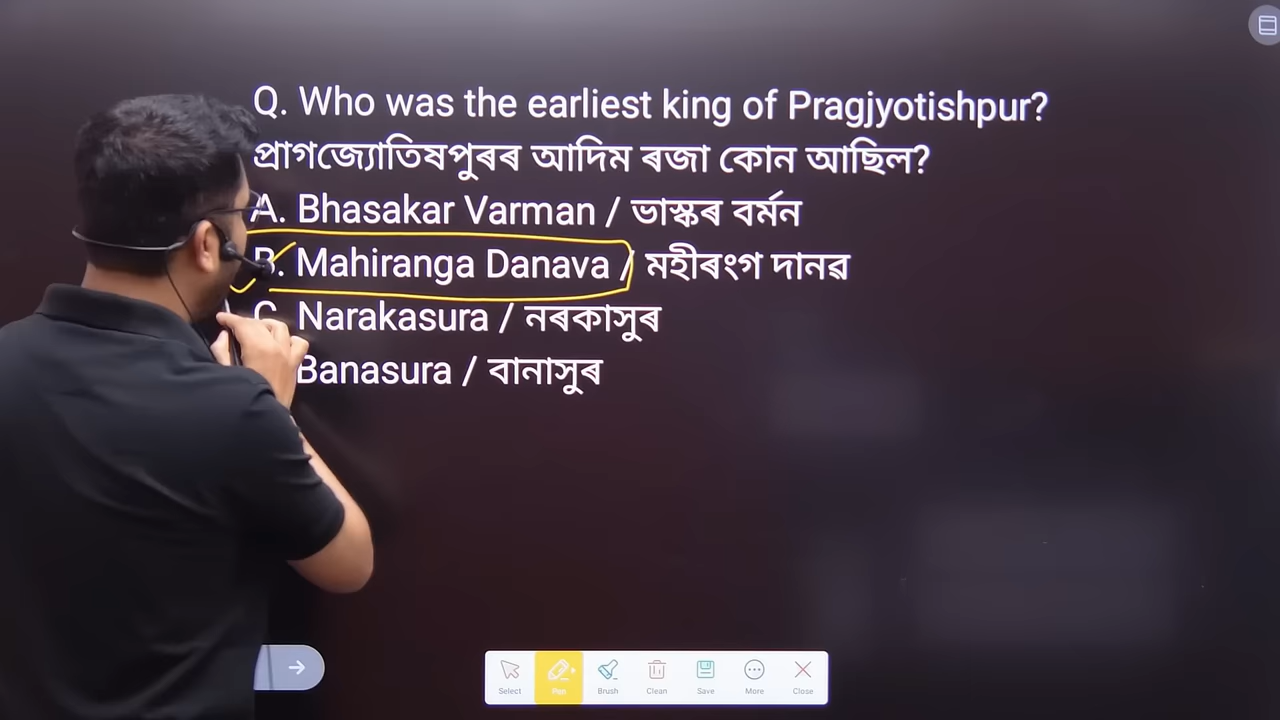 Q. Who was the earliest king of Pragjyotishpur?
প্ৰাগজ্যোতিষপুৰৰ আদিম ৰজা কোন আছিল?
A. Bhasakar Varman / ভাস্কৰ বৰ্মন
B. Mahiranga Danava / মহীৰংগ দানৱ
C. Narakasura / নৰকাসুৰ
Banasura / বানাসুৰ
Select Pen Brush Clean Save More Close